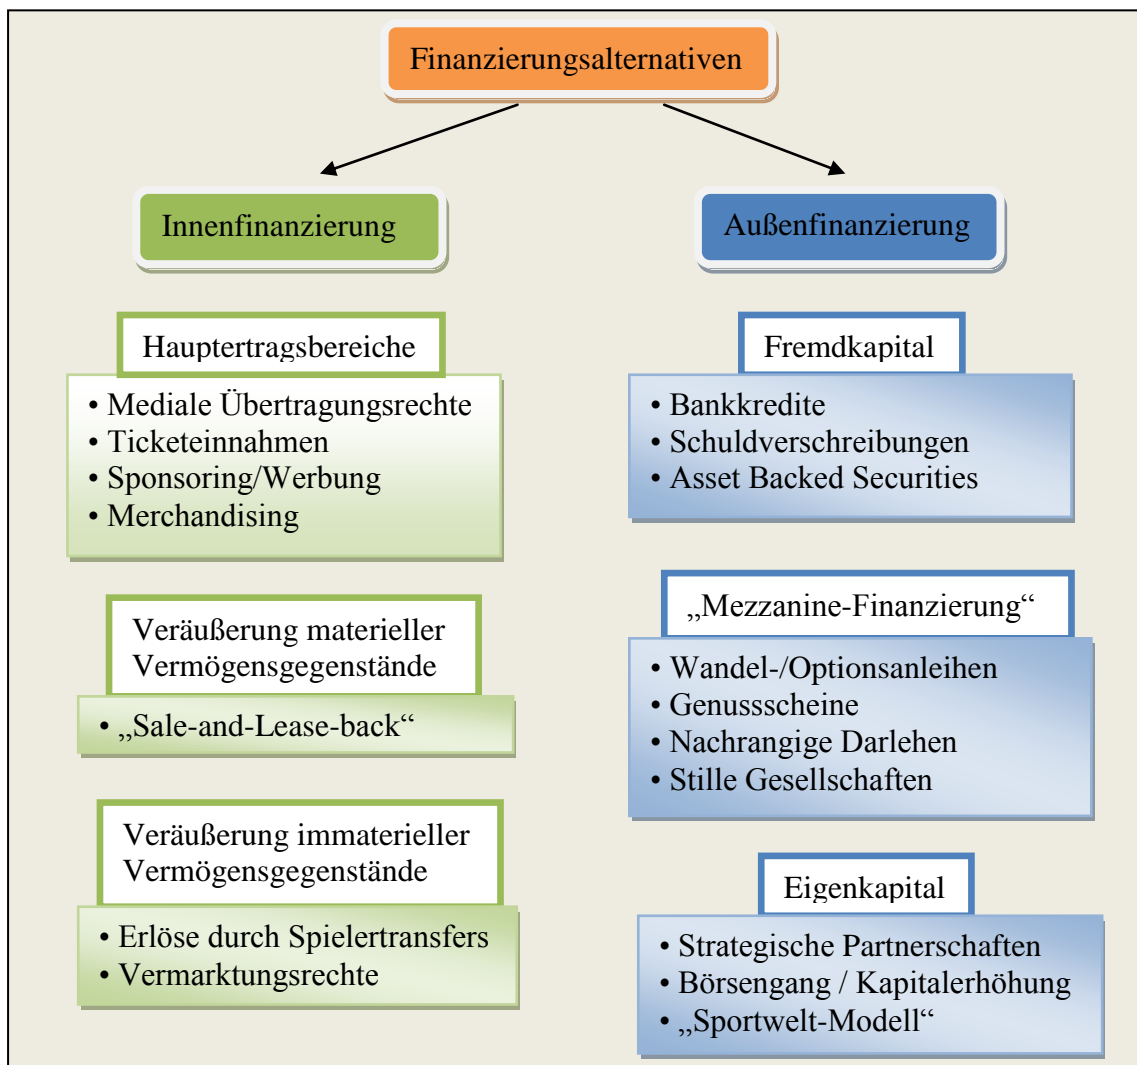 Finanzierungsalternativen
Innenfinanzierung
Hauptertragsbereiche
• Mediale Übertragungsrechte
• Ticketeinnahmen
• Sponsoring/Werbung
• Merchandising
Veräußerung materieller
Vermögensgegenstände
• „Sale-and-Lease-back“
Veräußerung immaterieller
Vermögensgegenstände
• Erlöse durch Spielertransfers
• Vermarktungsrechte
Außenfinanzierung
Fremdkapital
• Bankkredite
• Schuldverschreibungen
• Asset Backed Securities
„Mezzanine-Finanzierung“
• Wandel-/Optionsanleihen
• Genussscheine
• Nachrangige Darlehen
• Stille Gesellschaften
Eigenkapital
• Strategische Partnerschaften
• Börsengang / Kapitalerhöhung
• „Sportwelt-Modell“